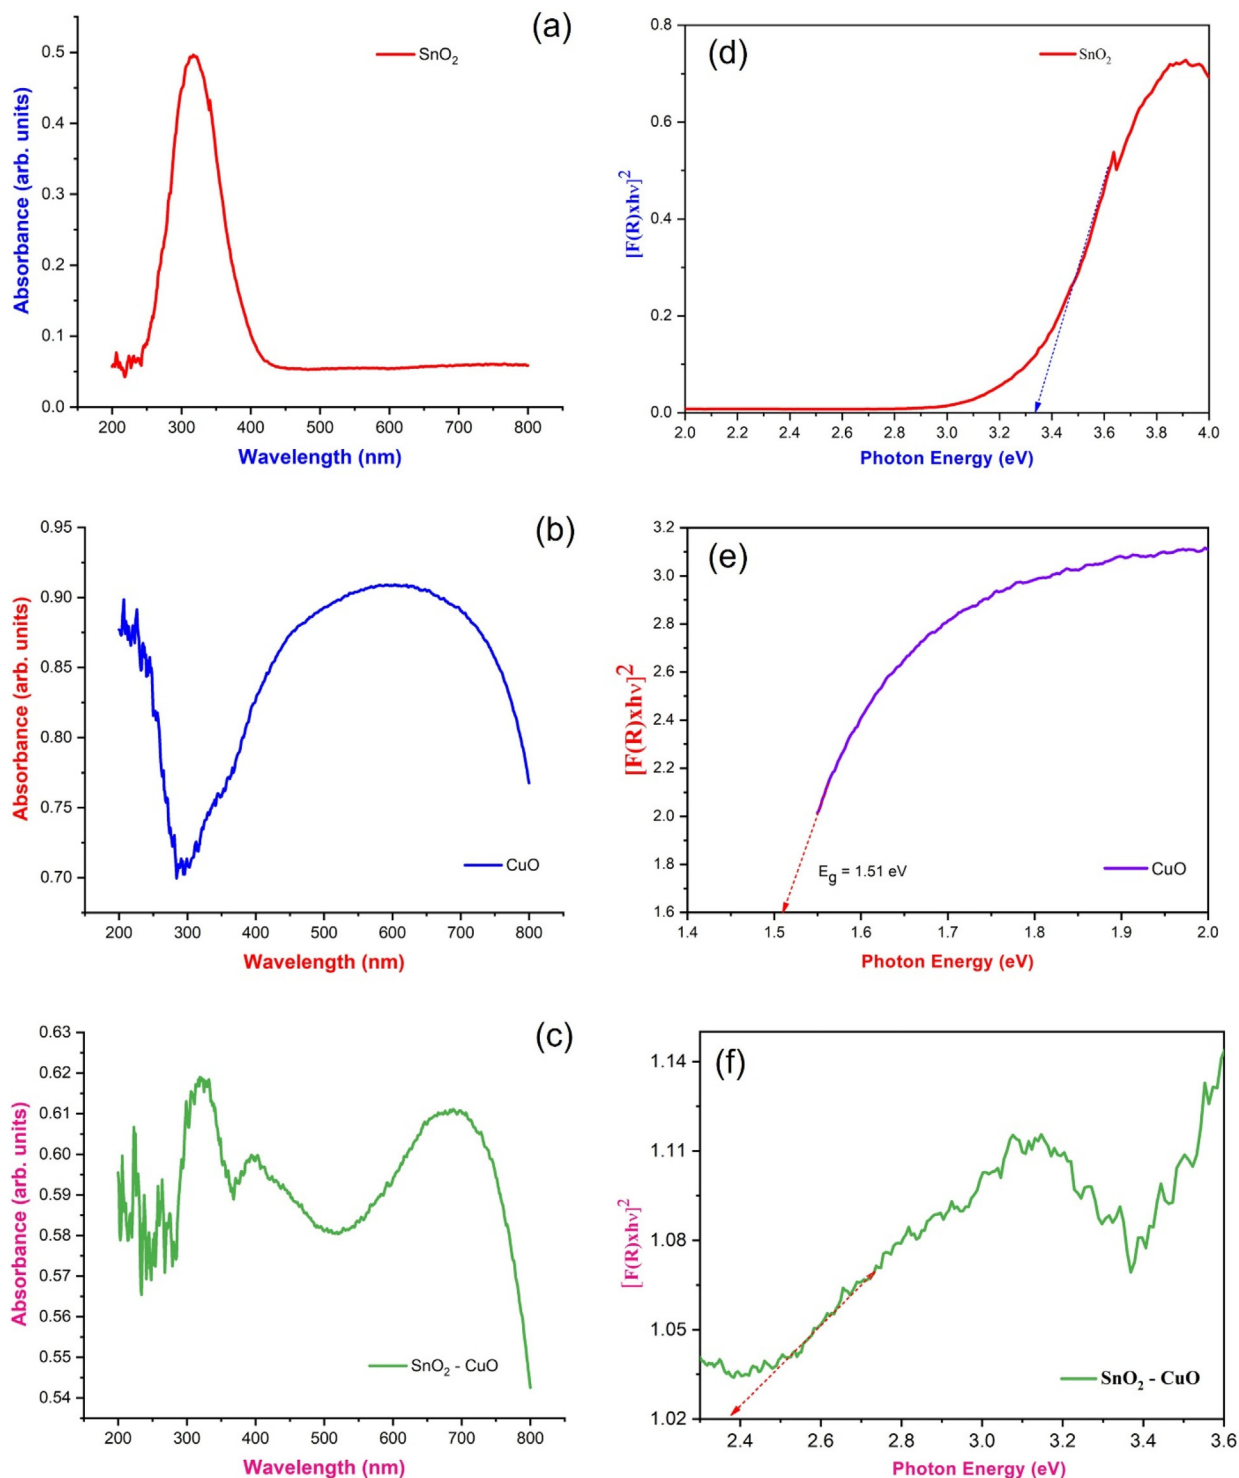 (a)
SnO₂
Absorbance (arb. units)
0.5
0.4
0.3
0.2
0.1
0.0
200 300 400 500 600 700 800
Wavelength (nm)
(d)
SnO₂
[F(R)xhν]²
0.8
0.6
0.4
0.2
0.0
2.0 2.2 2.4 2.6 2.8 3.0 3.2 3.4 3.6 3.8 4.0
Photon Energy (eV)
(b)
CuO
Absorbance (arb. units)
0.95
0.90
0.85
0.80
0.75
0.70
200 300 400 500 600 700 800
Wavelength (nm)
(e)
E_g = 1.51 eV
CuO
[F(R)xhν]²
3.2
3.0
2.8
2.6
2.4
2.2
2.0
1.8
1.6
1.4 1.5 1.6 1.7 1.8 1.9 2.0
Photon Energy (eV)
(c)
SnO₂ - CuO
Absorbance (arb. units)
0.63
0.62
0.61
0.60
0.59
0.58
0.57
0.56
0.55
0.54
200 300 400 500 600 700 800
Wavelength (nm)
(f)
SnO₂ - CuO
[F(R)xhν]²
1.14
1.11
1.08
1.05
1.02
2.4 2.6 2.8 3.0 3.2 3.4 3.6
Photon Energy (eV)